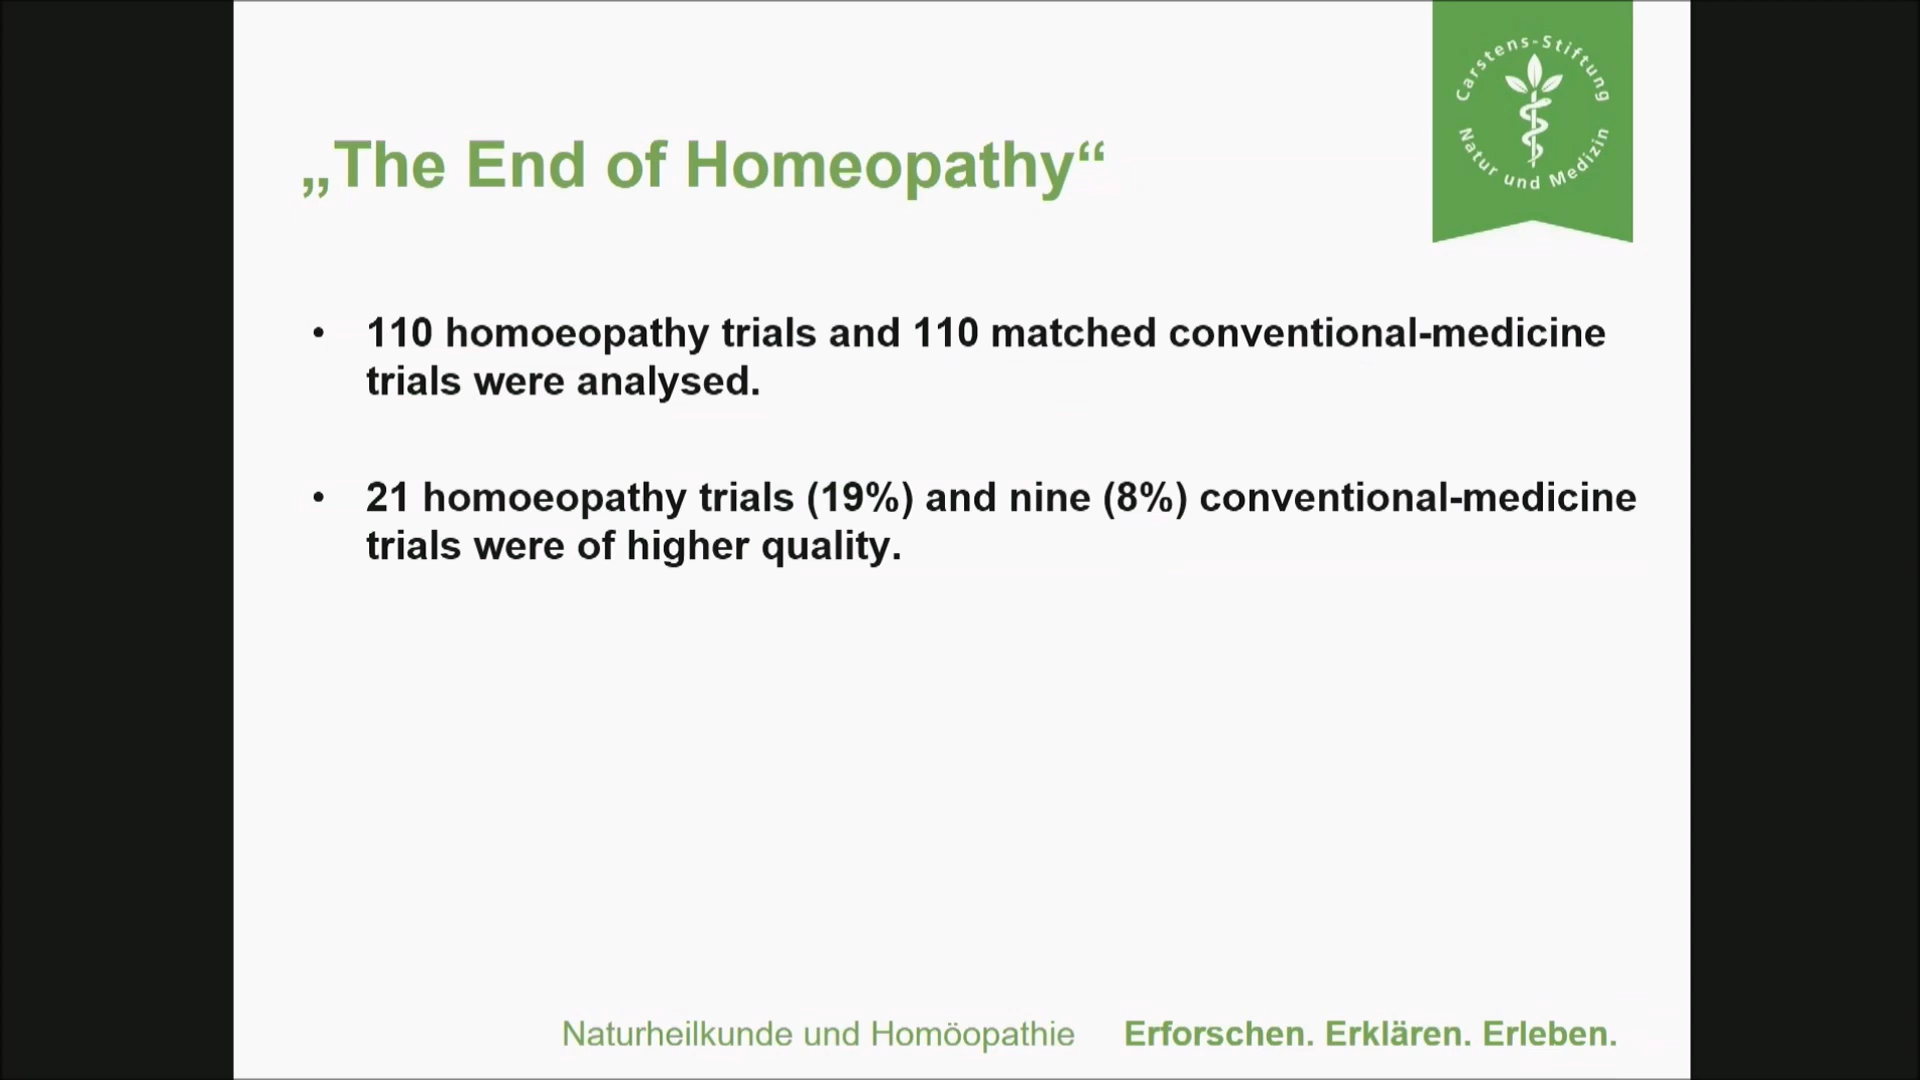 Carstens-Stiftung
Natur und Medizin
„The End of Homeopathy“
• 110 homoeopathy trials and 110 matched conventional-medicine
trials were analysed.
• 21 homoeopathy trials (19%) and nine (8%) conventional-medicine
trials were of higher quality.
Naturheilkunde und Homöopathie Erforschen. Erklären. Erleben.